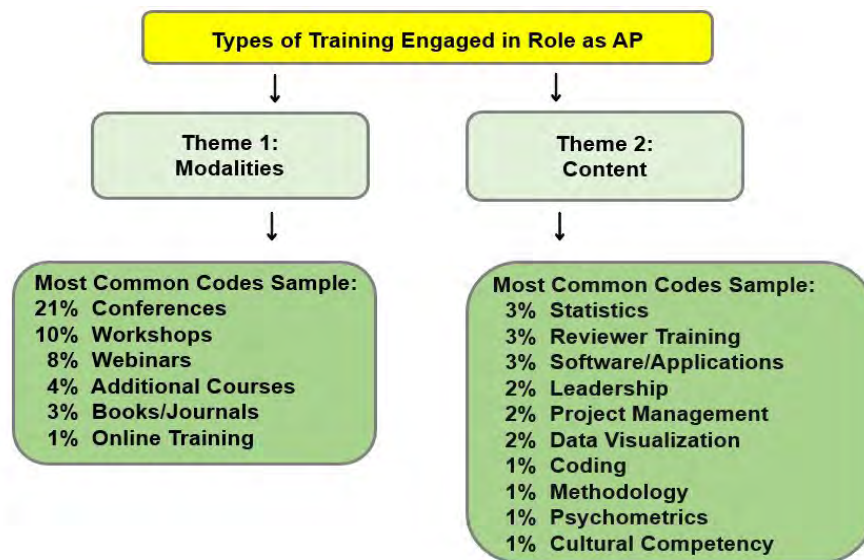 Types of Training Engaged in Role as AP
Theme 1:
Modalities
Theme 2:
Content
Most Common Codes Sample:
21% Conferences
10% Workshops
8% Webinars
4% Additional Courses
3% Books/Journals
1% Online Training
Most Common Codes Sample:
3% Statistics
3% Reviewer Training
3% Software/Applications
2% Leadership
2% Project Management
2% Data Visualization
1% Coding
1% Methodology
1% Psychometrics
1% Cultural Competency